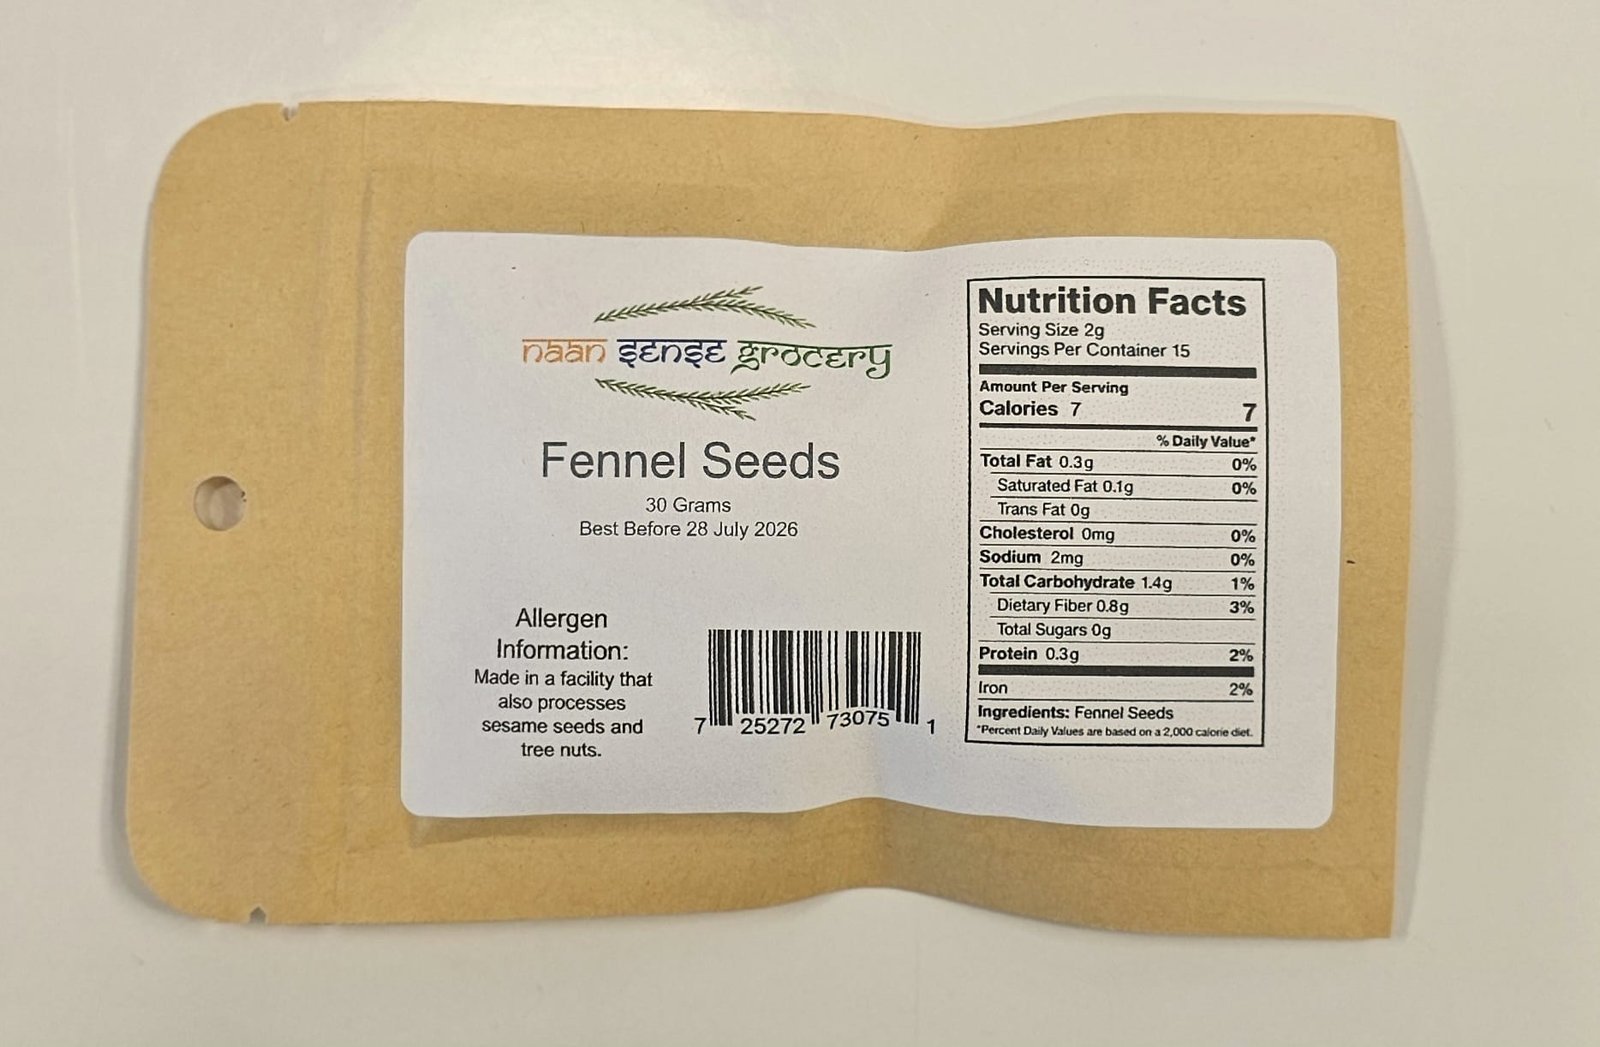 naan sense grocery
Fennel Seeds
30 Grams
Best Before 28 July 2026
Allergen
Information:
Made in a facility that
also processes
sesame seeds and
tree nuts.
7 25272 73075 1
Nutrition Facts
Serving Size 2g
Servings Per Container 15
Amount Per Serving
Calories 7 7
% Daily Value*
Total Fat 0.3g 0%
Saturated Fat 0.1g 0%
Trans Fat 0g
Cholesterol 0mg 0%
Sodium 2mg 0%
Total Carbohydrate 1.4g 1%
Dietary Fiber 0.8g 3%
Total Sugars 0g
Protein 0.3g 2%
Iron 2%
Ingredients: Fennel Seeds
*Percent Daily Values are based on a 2,000 calorie diet.